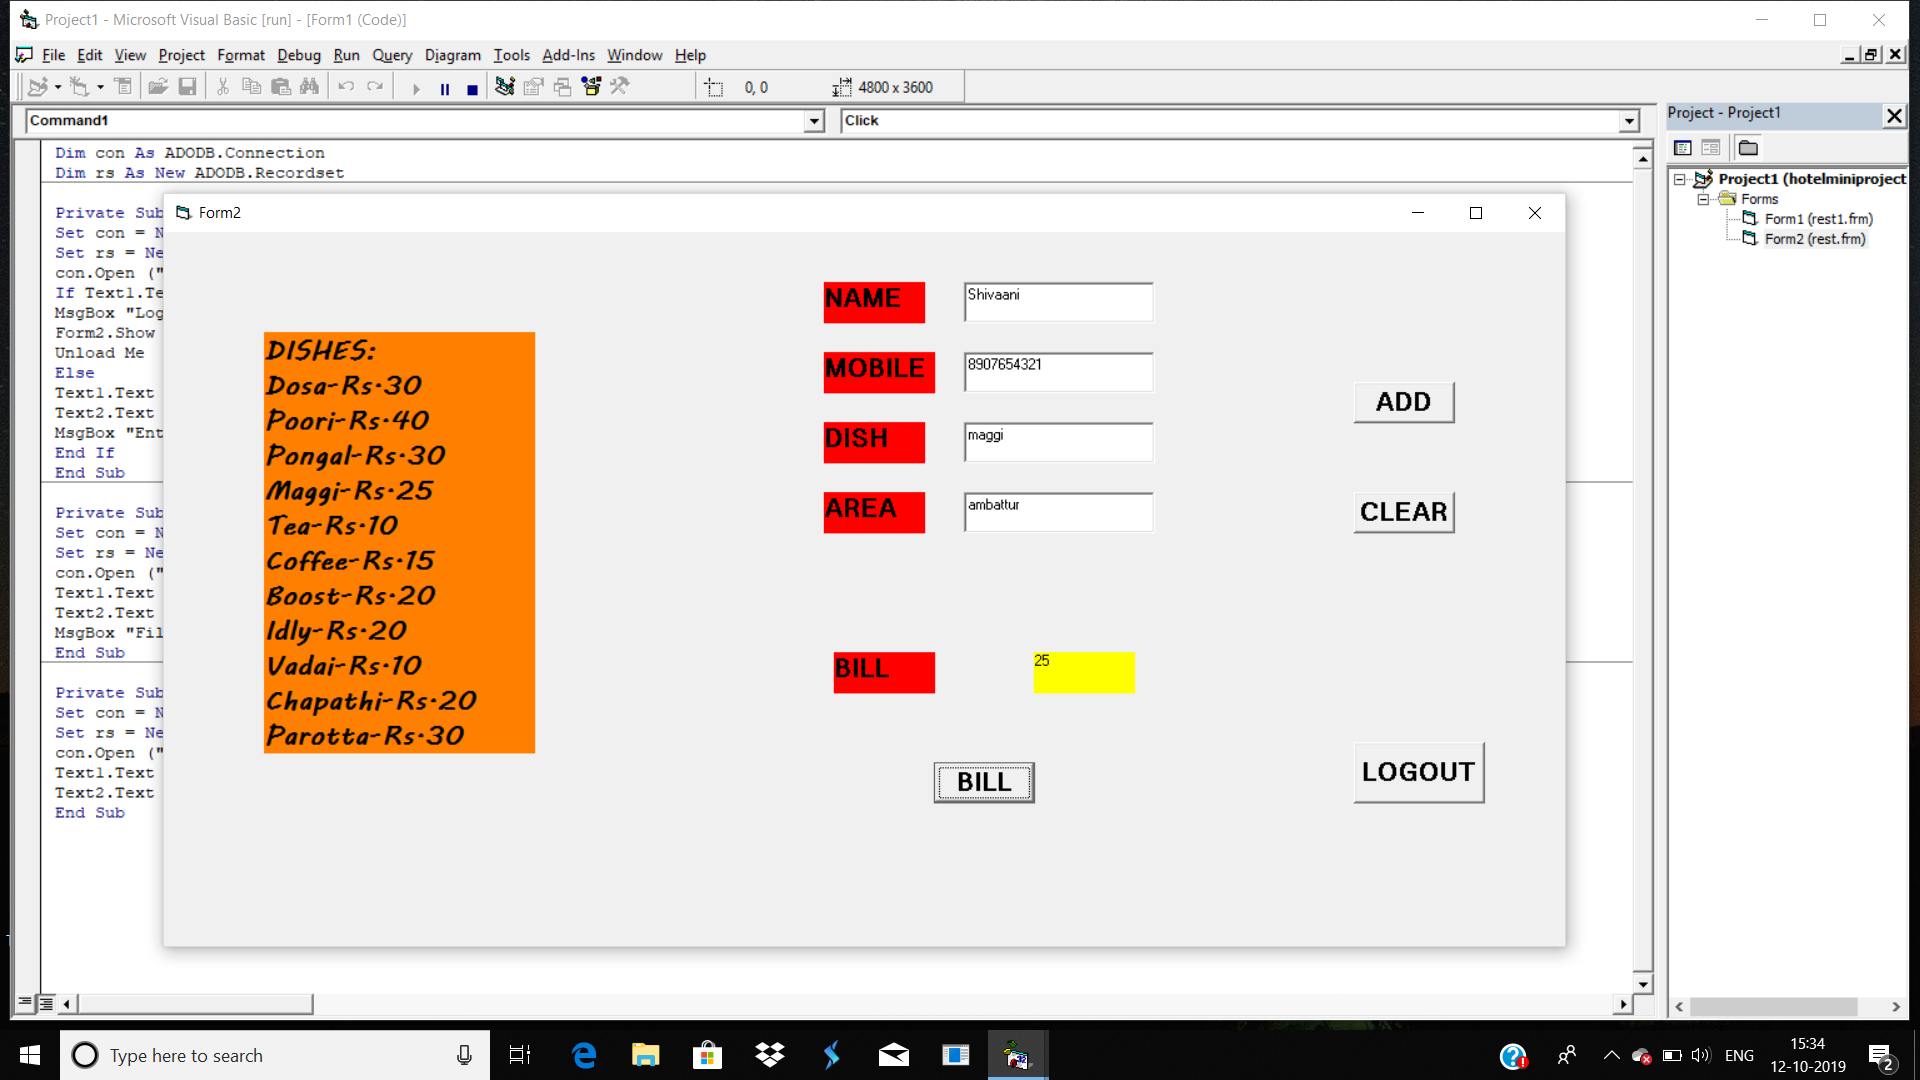 Project1 - Microsoft Visual Basic [run] - [Form1 (Code)]
File Edit View Project Format Debug Run Query Diagram Tools Add-Ins Window Help
0, 0 4800 x 3600
Command1 Click
Project - Project1
Dim con As ADODB.Connection
Dim rs As New ADODB.Recordset
Project1 (hotelminiproject
Forms
Form1 (rest1.frm)
Form2 (rest.frm)
Private Sub
Set con = N
Set rs = Ne
con.Open ("
If Text1.Te
MsgBox "Log
Form2.Show
Unload Me
Else
Text1.Text
Text2.Text
MsgBox "Ent
End If
End Sub
Private Sub
Set con = N
Set rs = Ne
con.Open ("
Text1.Text
Text2.Text
MsgBox "Fil
End Sub
Private Sub
Set con = N
Set rs = Ne
con.Open ("
Text1.Text
Text2.Text
End Sub
Form2
DISHES:
Dosa-Rs.30
Poori-Rs.40
Pongal-Rs.30
Maggi-Rs.25
Tea-Rs.10
Coffee-Rs.15
Boost-Rs.20
Idly-Rs.20
Vadai-Rs.10
Chapathi-Rs.20
Parotta-Rs.30
NAME Shivaani
MOBILE 8907654321
DISH maggi
AREA ambattur
BILL 25
BILL
ADD
CLEAR
LOGOUT
Type here to search
ENG
15:34
12-10-2019
2